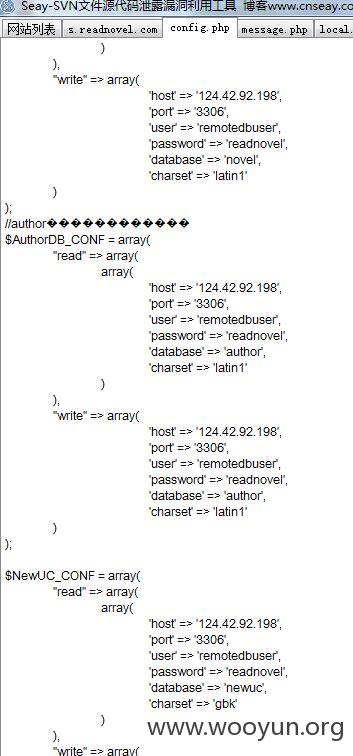 Seay-SVN文件源代码泄露漏洞利用工具 博客www.cnseay.c
网站列表 s.readnovel.com config.php message.php local.
)
),
"write" => array(
'host' => '124.42.92.198',
'port' => '3306',
'user' => 'remotedbuser',
'password' => 'readnovel',
'database' => 'novel',
'charset' => 'latin1'
)
);
//author������������
$AuthorDB_CONF = array(
"read" => array(
array(
'host' => '124.42.92.198',
'port' => '3306',
'user' => 'remotedbuser',
'password' => 'readnovel',
'database' => 'author',
'charset' => 'latin1'
)
),
"write" => array(
'host' => '124.42.92.198',
'port' => '3306',
'user' => 'remotedbuser',
'password' => 'readnovel',
'database' => 'author',
'charset' => 'latin1'
)
);
$NewUC_CONF = array(
"read" => array(
array(
'host' => '124.42.92.198',
'port' => '3306',
'user' => 'remotedbuser',
'password' => 'readnovel',
'database' => 'newuc',
'charset' => 'gbk'
)
),
"write" => array(
www.wooyun.org